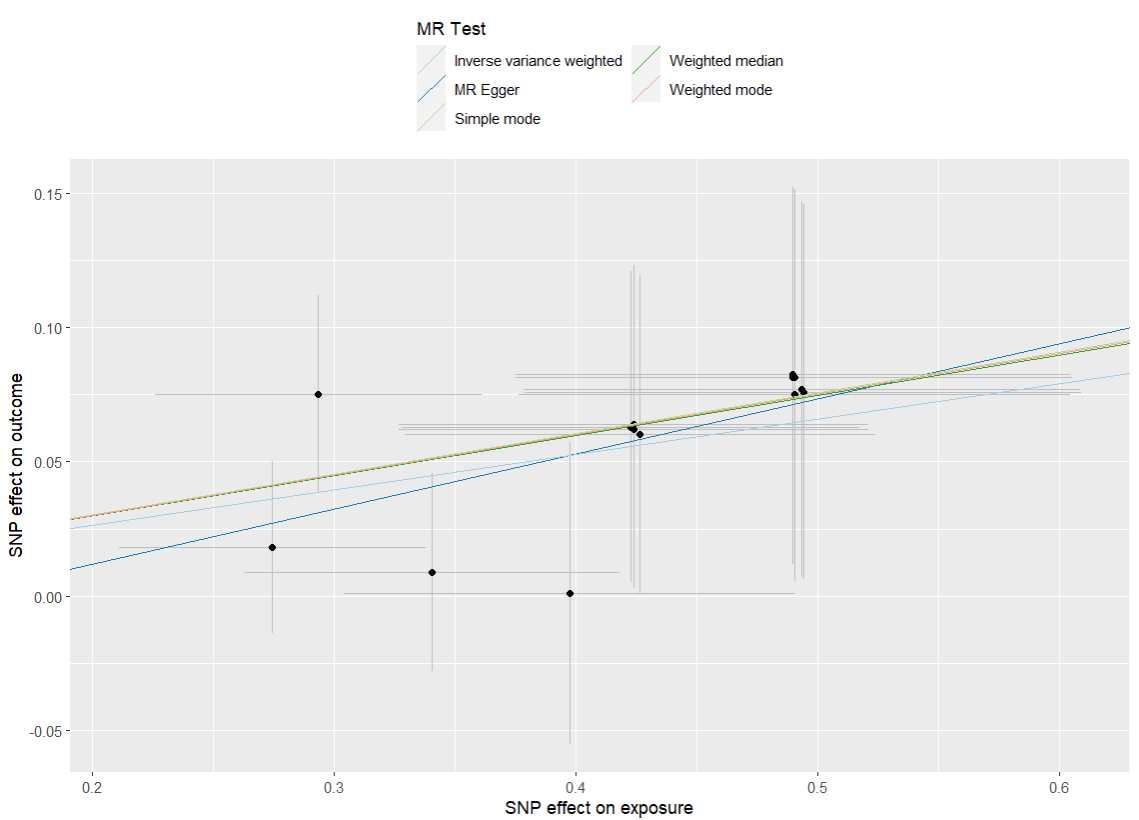 MR Test
Inverse variance weighted
Weighted median
MR Egger
Weighted mode
Simple mode
SNP effect on outcome
0.15
0.10
0.05
0.00
-0.05
0.2
0.3
0.4
0.5
0.6
SNP effect on exposure